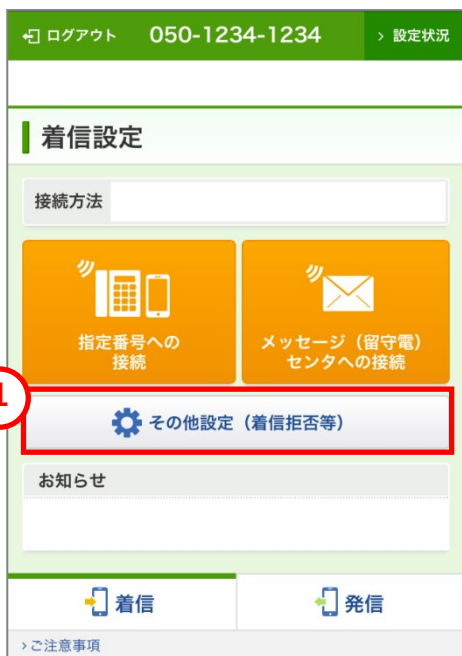 ログアウト 050-1234-1234 > 設定状況
着信設定
接続方法
指定番号への
接続
メッセージ（留守電）
センタへの接続
1
その他設定（着信拒否等）
お知らせ
着信 発信
>ご注意事項